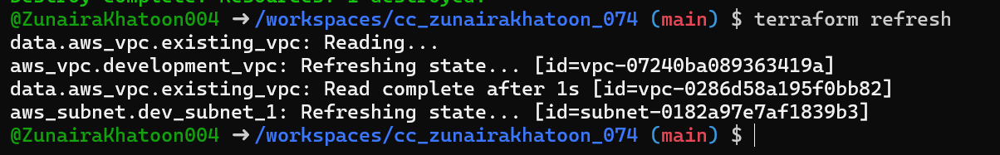 Destroy complete! Resources: 1 destroyed.
@ZunairaKhatoon004 → /workspaces/cc_zunairakhatoon_074 (main) $ terraform refresh
data.aws_vpc.existing_vpc: Reading...
aws_vpc.development_vpc: Refreshing state... [id=vpc-07240ba089363419a]
data.aws_vpc.existing_vpc: Read complete after 1s [id=vpc-0286d58a195f0bb82]
aws_subnet.dev_subnet_1: Refreshing state... [id=subnet-0182a97e7af1839b3]
@ZunairaKhatoon004 → /workspaces/cc_zunairakhatoon_074 (main) $